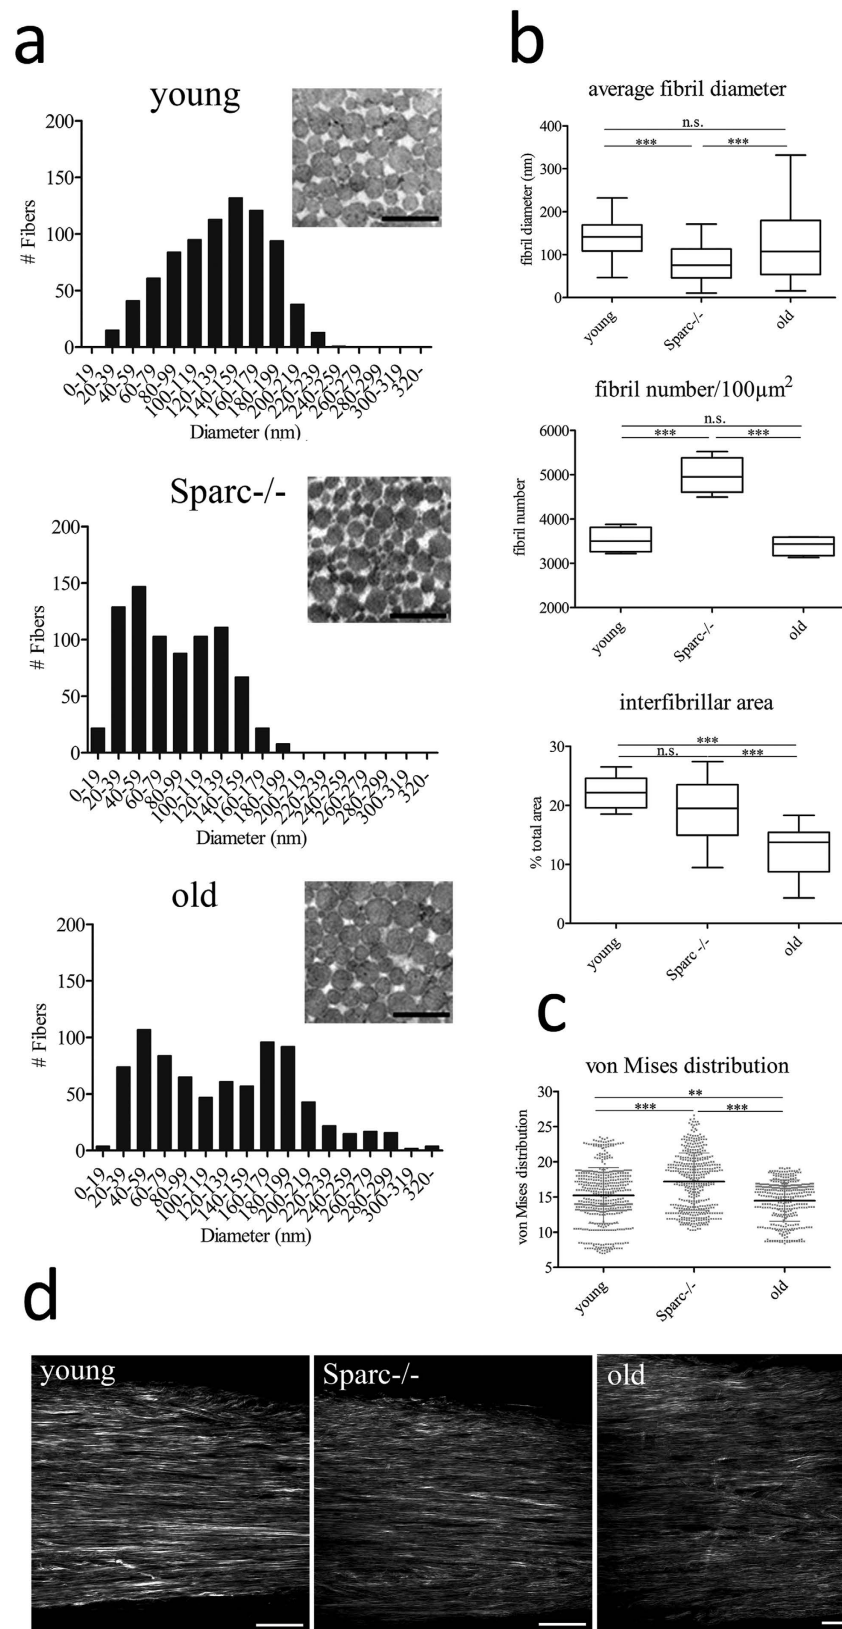 a
young
200
150
100
50
0
# Fibers
0-19
20-39
40-59
60-79
80-99
100-119
120-139
140-159
160-179
180-199
200-219
220-239
240-259
260-279
280-299
300-319
320-
Diameter (nm)
Sparc-/-
200
150
100
50
0
# Fibers
0-19
20-39
40-59
60-79
80-99
100-119
120-139
140-159
160-179
180-199
200-219
220-239
240-259
260-279
280-299
300-319
320-
Diameter (nm)
old
200
150
100
50
0
# Fibers
0-19
20-39
40-59
60-79
80-99
100-119
120-139
140-159
160-179
180-199
200-219
220-239
240-259
260-279
280-299
300-319
320-
Diameter (nm)
b
average fibril diameter
n.s.
*** ***
400
300
200
100
0
fibril diameter (nm)
young
Sparc-/-
old
fibril number/100µm²
n.s.
*** ***
6000
5000
4000
3000
2000
fibril number
young
Sparc-/-
old
interfibrillar area
***
n.s. ***
30
20
10
0
% total area
young
Sparc -/-
old
c
von Mises distribution
**
*** ***
30
25
20
15
10
5
von Mises distribution
young
Sparc-/-
old
d
young
Sparc-/-
old